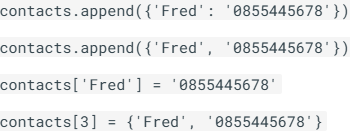 contacts.append({'Fred': '0855445678'})
contacts.append({'Fred', '0855445678'})
contacts['Fred'] = '0855445678'
contacts[3] = {'Fred', '0855445678'}